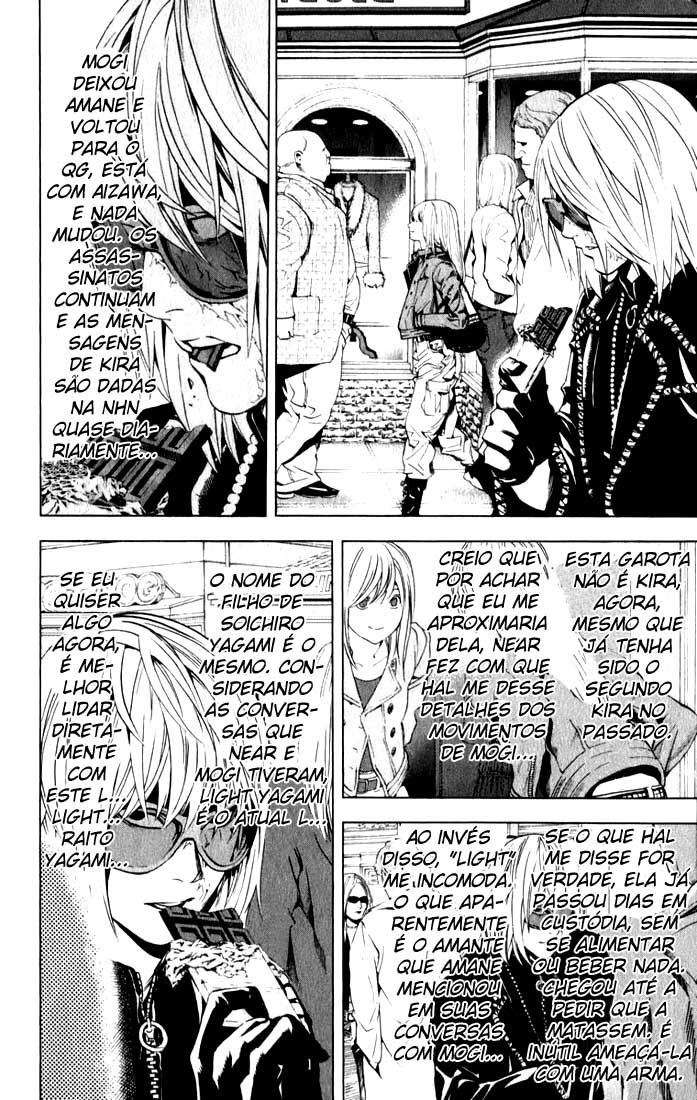 MOGI
DEIXOU
AMANE E
VOLTOU
PARA O
QG, ESTÁ
COM AIZAWA,
E NADA
MUDOU. OS
ASSAS-
SINATOS
CONTINUAM
E AS MEN-
SAGENS
DE KIRA
SÃO DADAS
NA NHN
QUASE DIA-
RIAMENTE...
ESTA GAROTA
NÃO É KIRA,
AGORA,
MESMO QUE
JÁ TENHA
SIDO O
SEGUNDO
KIRA NO
PASSADO.
CREIO QUE
POR ACHAR
QUE EU ME
APROXIMARIA
DELA, NEAR
FEZ COM QUE
HAL ME DESSE
DETALHES DOS
MOVIMENTOS
DE MOGI...
SE O QUE HAL
ME DISSE FOR
VERDADE, ELA JÁ
PASSOU DIAS EM
CUSTÓDIA, SEM
SE ALIMENTAR
OU BEBER NADA.
CHEGOU ATÉ A
PEDIR QUE A
MATASSEM. É
INÚTIL AMEAÇÁ-LA
COM UMA ARMA.
AO INVÉS
DISSO, "LIGHT"
ME INCOMODA.
O QUE APA-
RENTEMENTE
É O AMANTE
QUE AMANE
MENCIONOU
EM SUAS
CONVERSAS
COM MOGI...
O NOME DO
FILHO DE
SOICHIRO
YAGAMI É O
MESMO. CON-
SIDERANDO
AS CONVER-
SAS QUE
NEAR E
MOGI TIVERAM,
LIGHT YAGAMI
É O ATUAL L...
SE EU
QUISER
ALGO
AGORA,
É ME-
LHOR
LIDAR
DIRETA-
MENTE
COM
ESTE L...
LIGHT...
RAITO
YAGAMI...